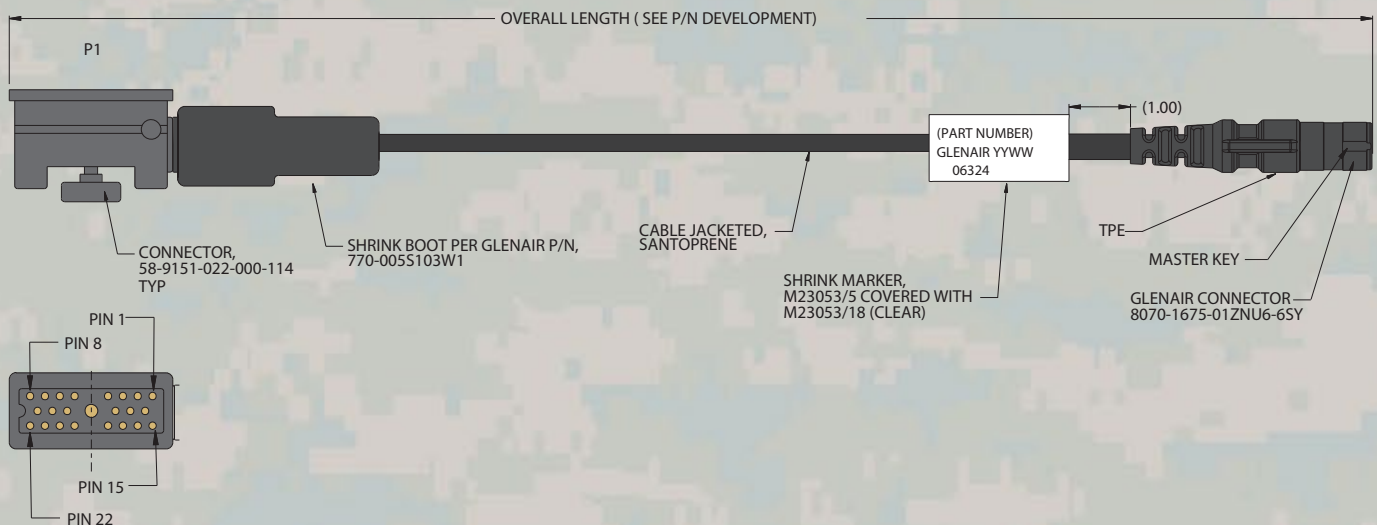 OVERALL LENGTH ( SEE P/N DEVELOPMENT)
P1
(1.00)
(PART NUMBER)
GLENAIR YYWW
06324
CONNECTOR,
58-9151-022-000-114
TYP
SHRINK BOOT PER GLENAIR P/N,
770-005S103W1
CABLE JACKETED,
SANTOPRENE
SHRINK MARKER,
M23053/5 COVERED WITH
M23053/18 (CLEAR)
TPE
MASTER KEY
GLENAIR CONNECTOR
8070-1675-01ZNU6-6SY
PIN 1
PIN 8
PIN 15
PIN 22